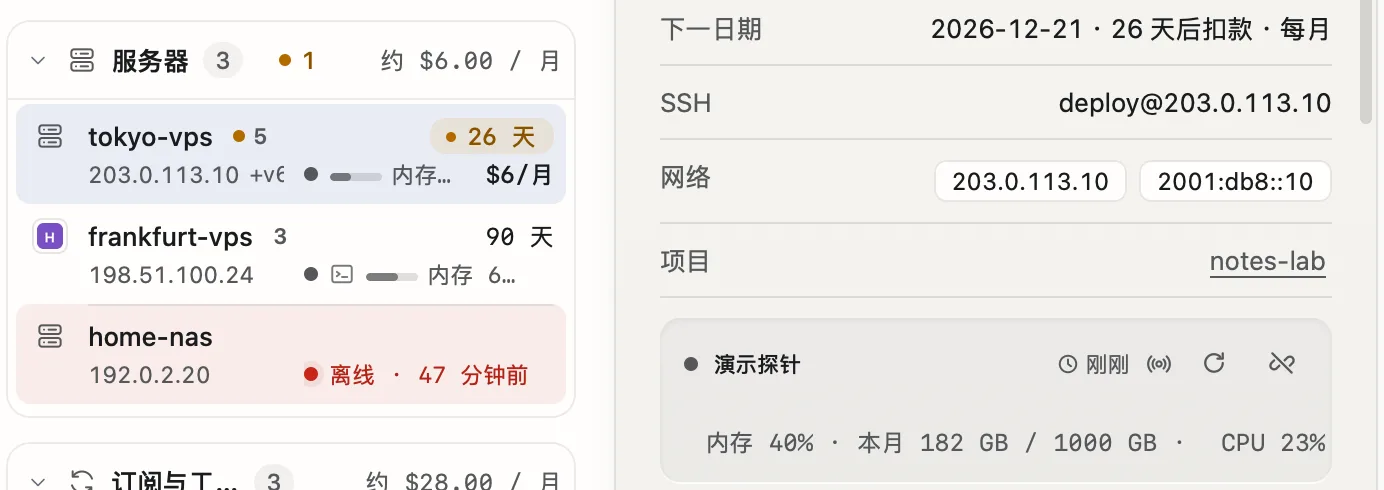 服务器 3 1 约 $6.00 / 月
tokyo-vps 5 26 天
203.0.113.10 +v6 内存… $6/月
H frankfurt-vps 3 90 天
198.51.100.24 内存 6…
home-nas
192.0.2.20 离线 · 47 分钟前
订阅与工… 3 约 $28.00 / 月
下一日期 2026-12-21 · 26 天后扣款 · 每月
SSH deploy@203.0.113.10
网络 203.0.113.10 2001:db8::10
项目 notes-lab
演示探针 刚刚
内存 40% · 本月 182 GB / 1000 GB · CPU 23%